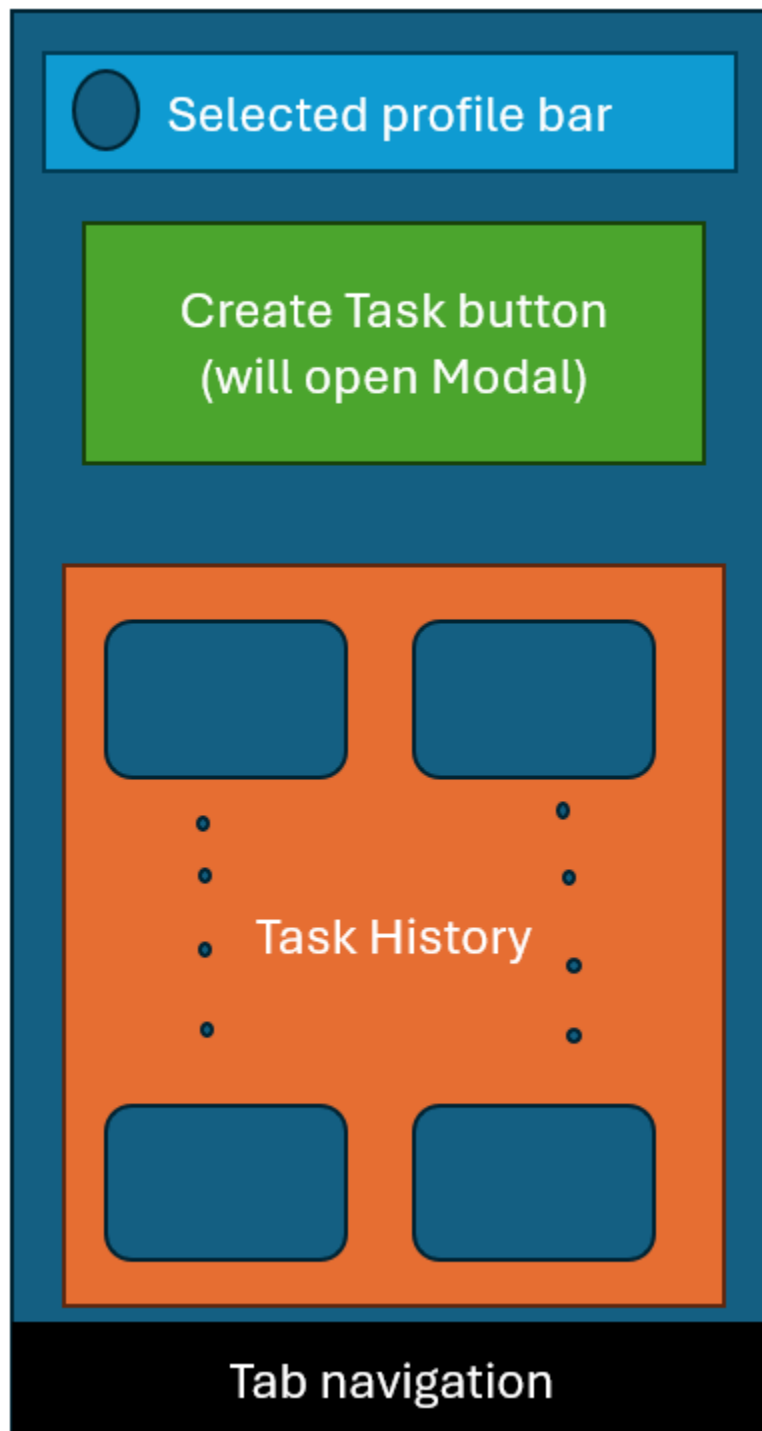 Selected profile bar
Create Task button
(will open Modal)
Task History
Tab navigation